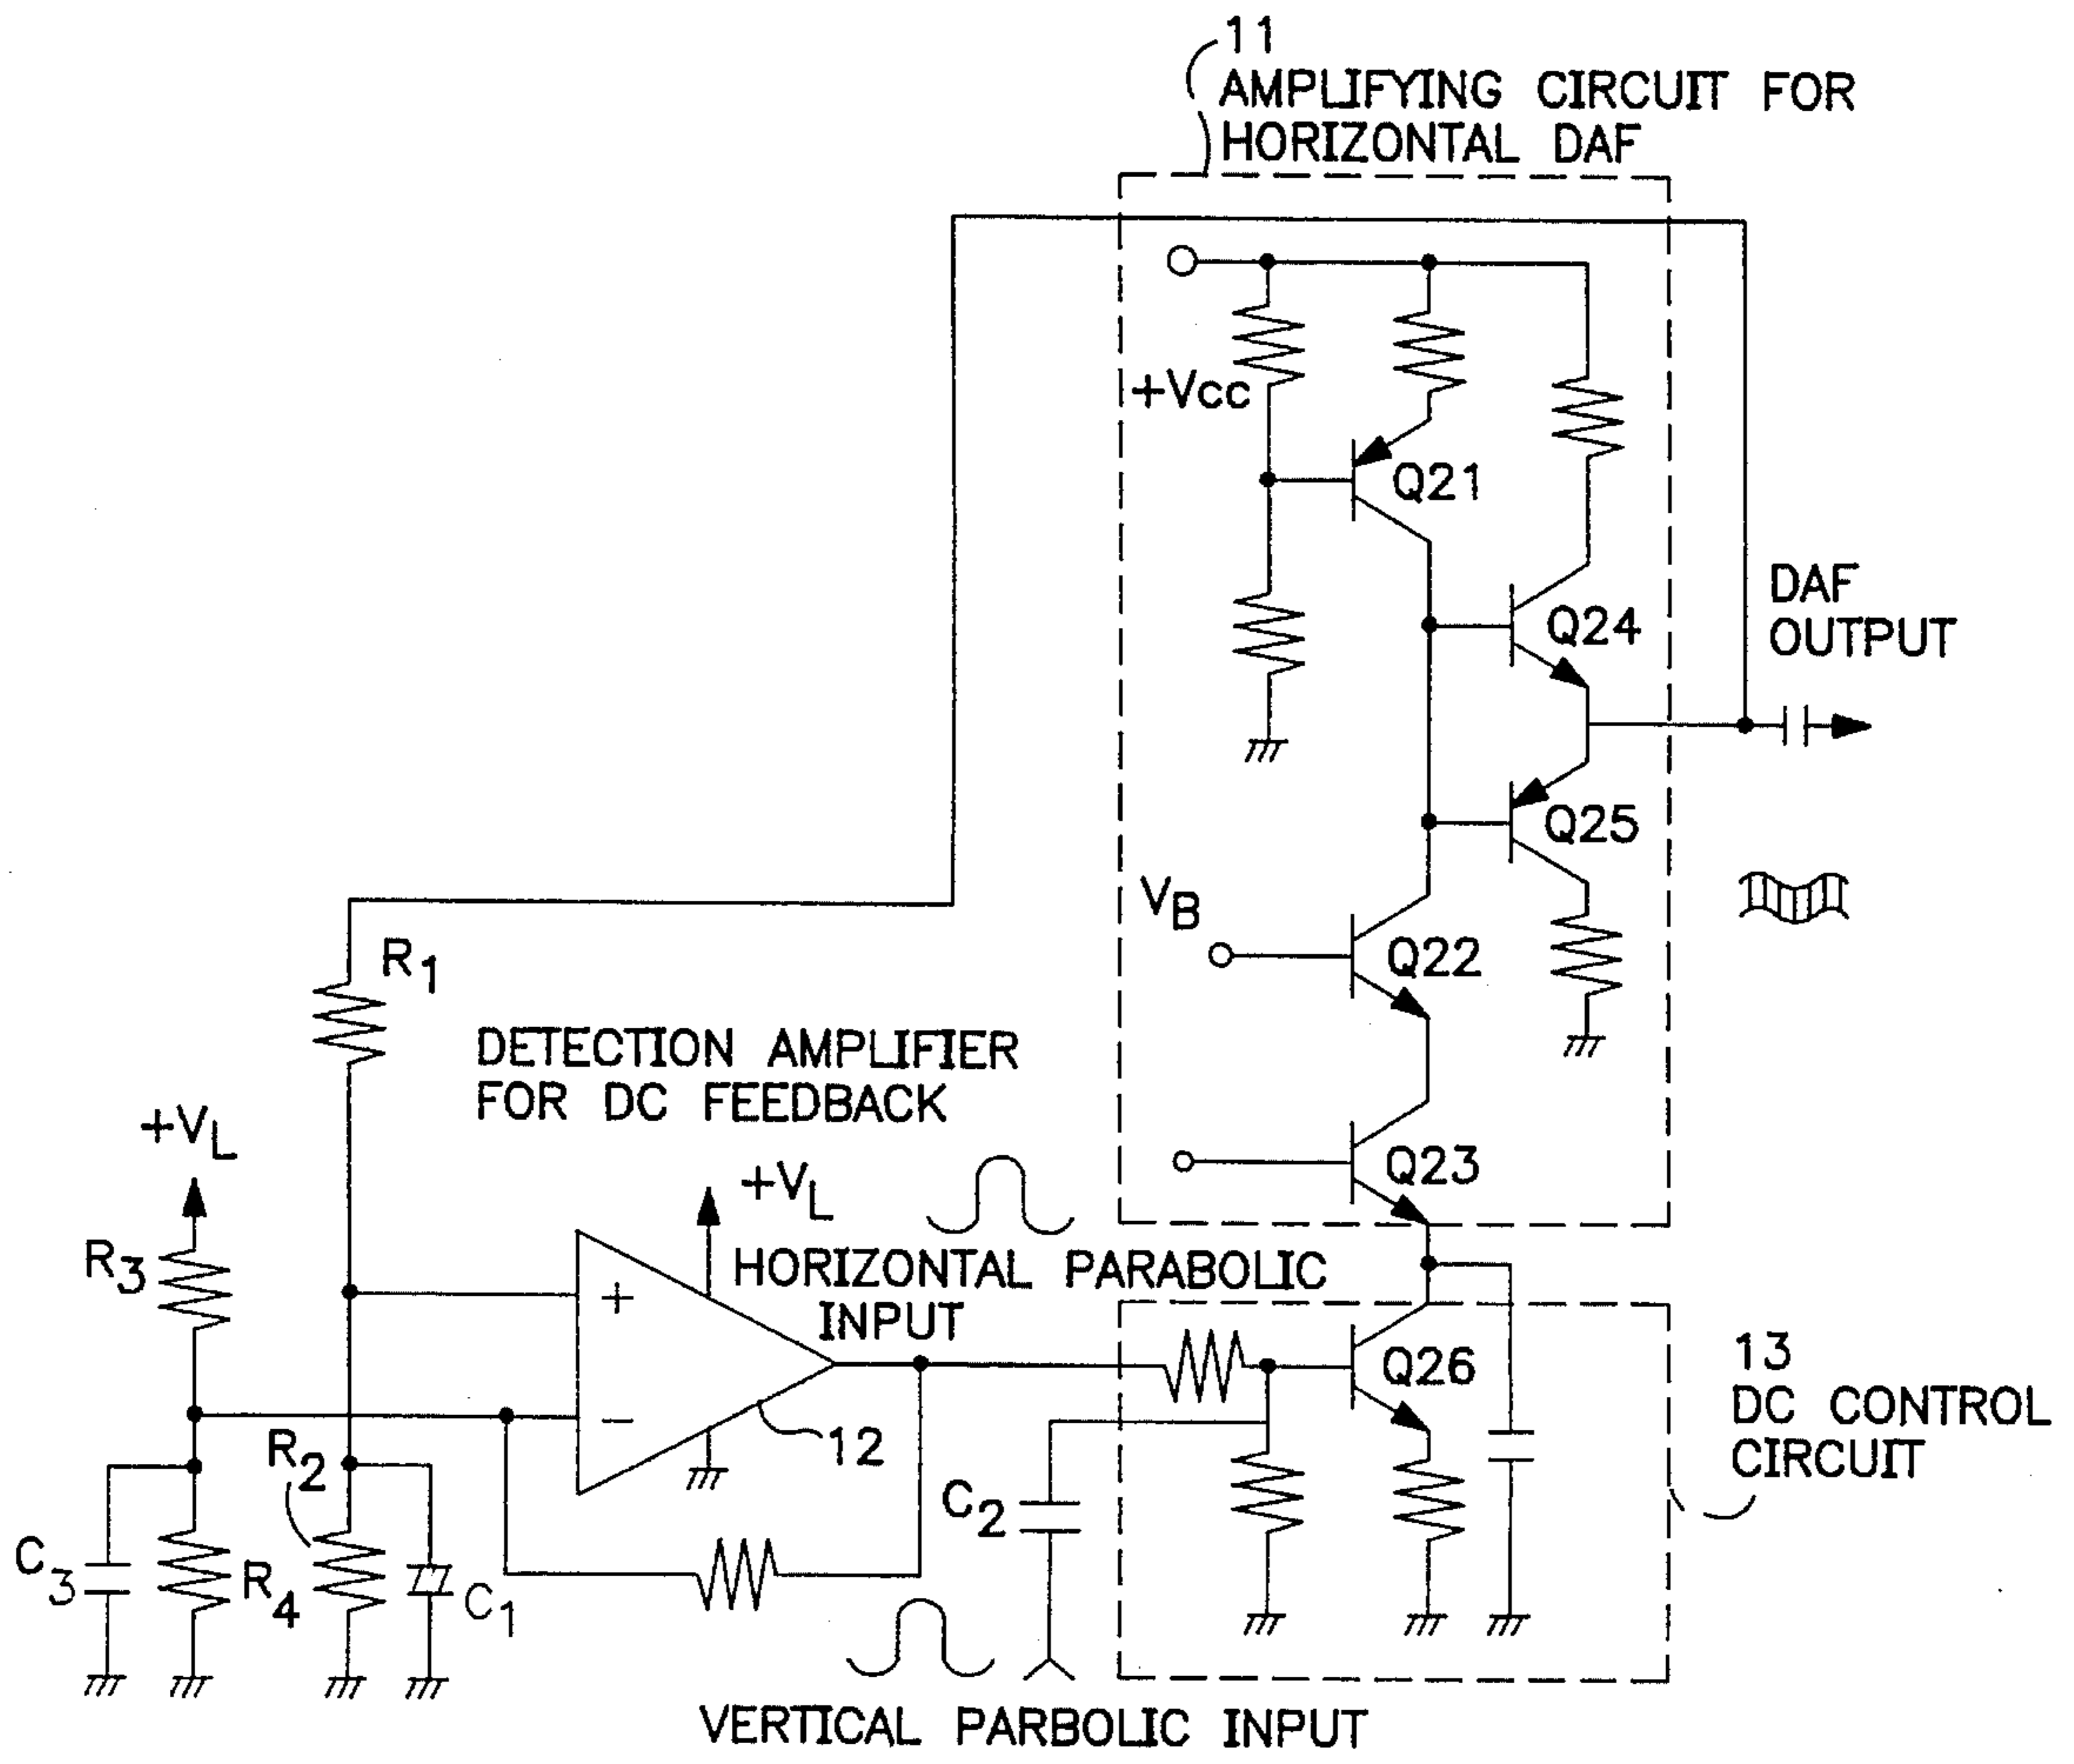 11
AMPLIFYING CIRCUIT FOR
HORIZONTAL DAF
+Vcc
Q21
Q24
DAF
OUTPUT
Q25
VB
Q22
R1
DETECTION AMPLIFIER
FOR DC FEEDBACK
+VL
+VL
Q23
R3
HORIZONTAL PARABOLIC
INPUT
+
−
12
Q26
13
DC CONTROL
CIRCUIT
R2
C2
C3
R4
C1
VERTICAL PARBOLIC INPUT